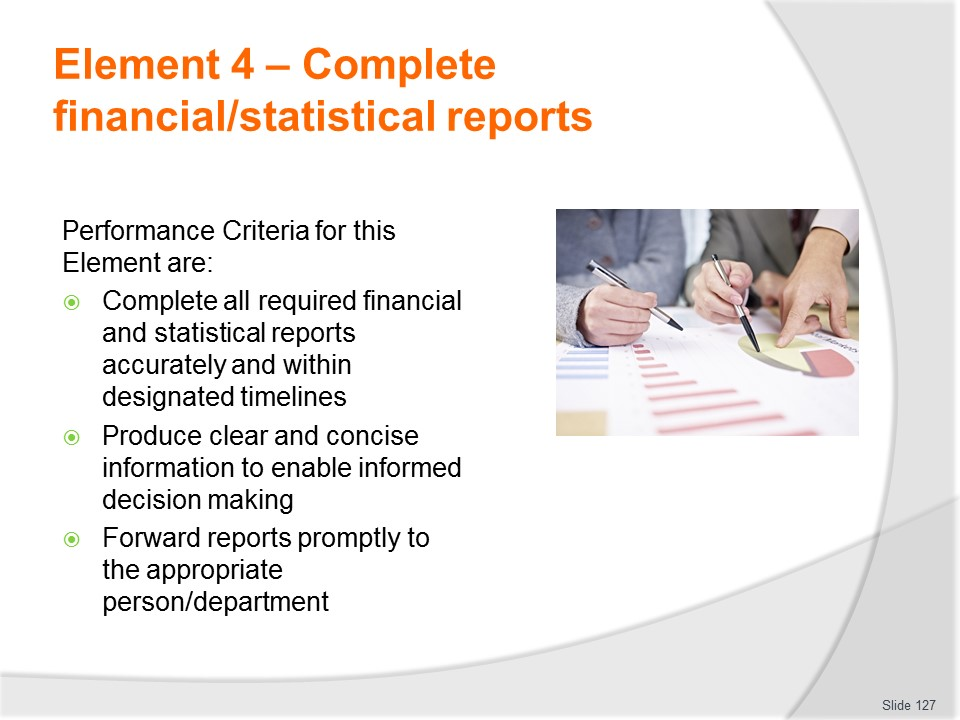 Element 4 – Complete
financial/statistical reports
Performance Criteria for this
Element are:
Complete all required financial
and statistical reports
accurately and within
designated timelines
Produce clear and concise
information to enable informed
decision making
Forward reports promptly to
the appropriate
person/department
Slide 127